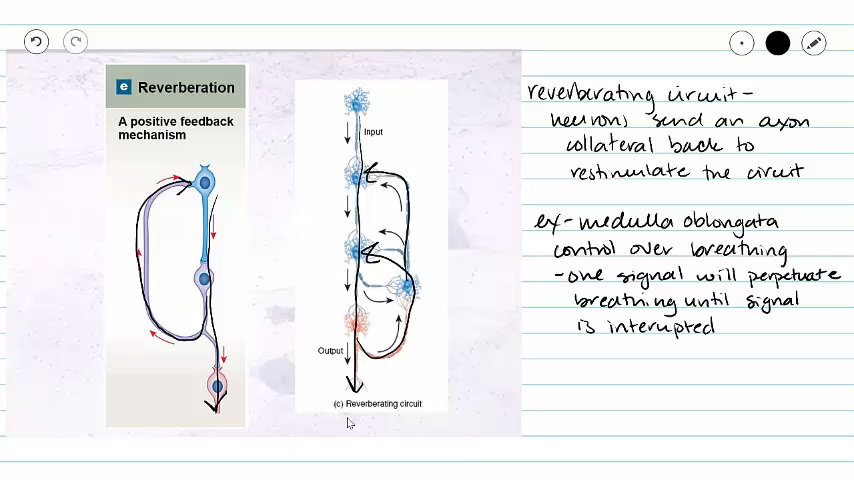 e Reverberation
A positive feedback
mechanism
Input
Output
(c) Reverberating circuit
reverberating circuit-
neurons send an axon
collateral back to
restimulate the circuit
ex- medulla oblongata
control over breathing
- one signal will perpetuate
breathing until signal
is interupted